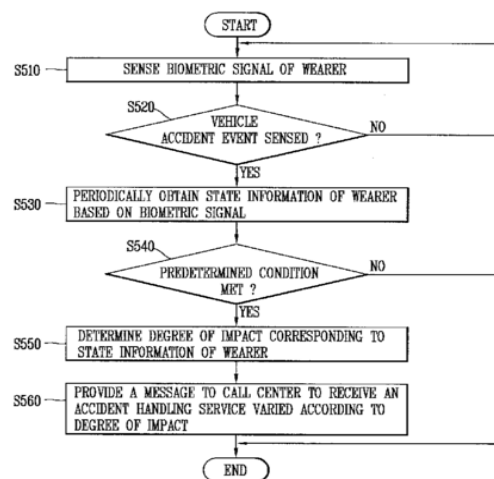 START
S510
SENSE BIOMETRIC SIGNAL OF WEARER
S520
VEHICLE
ACCIDENT EVENT SENSED ?
NO
YES
S530
PERIODICALLY OBTAIN STATE INFORMATION OF WEARER
BASED ON BIOMETRIC SIGNAL
S540
PREDETERMINED CONDITION
MET ?
NO
YES
S550
DETERMINE DEGREE OF IMPACT CORRESPONDING TO
STATE INFORMATION OF WEARER
S560
PROVIDE A MESSAGE TO CALL CENTER TO RECEIVE AN
ACCIDENT HANDLING SERVICE VARIED ACCORDING TO
DEGREE OF IMPACT
END